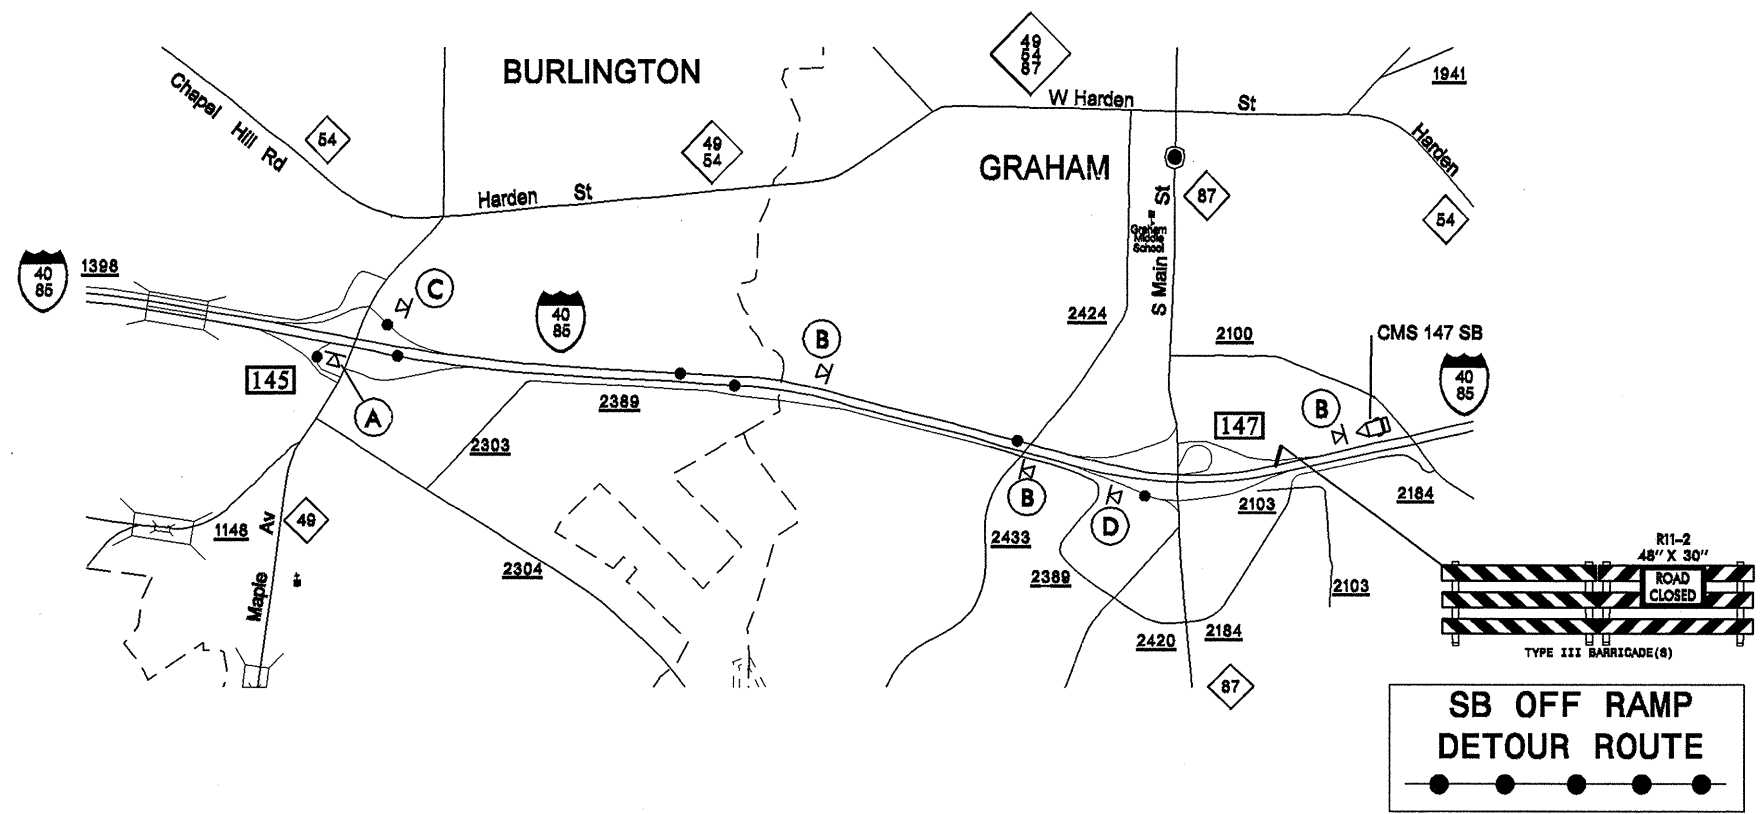 BURLINGTON
49
54
87
1941
W Harden
St
Chapel Hill Rd
54
49
54
Harden
GRAHAM
Harden St
87
54
S Main St
Graham
Middle
School
40
85
1398
C
40
85
2424
2100
CMS 147 SB
B
40
85
145
A
2389
147
B
2303
B
2184
2103
D
1148
Maple Av
49
2433
2304
2389
2103
R11-2
48" X 30"
ROAD
CLOSED
2420
2184
TYPE III BARRICADE(S)
87
SB OFF RAMP
DETOUR ROUTE